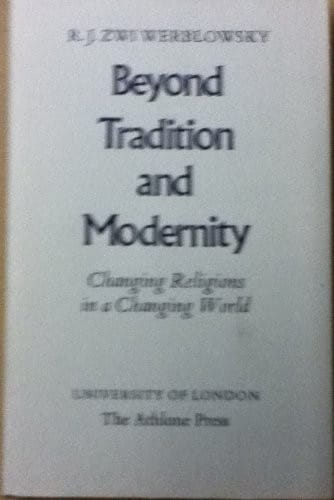 R. J. ZWI WERBLOWSKY
Beyond
Tradition
and
Modernity
Changing Religions
in a Changing World
UNIVERSITY OF LONDON
The Athlone Press